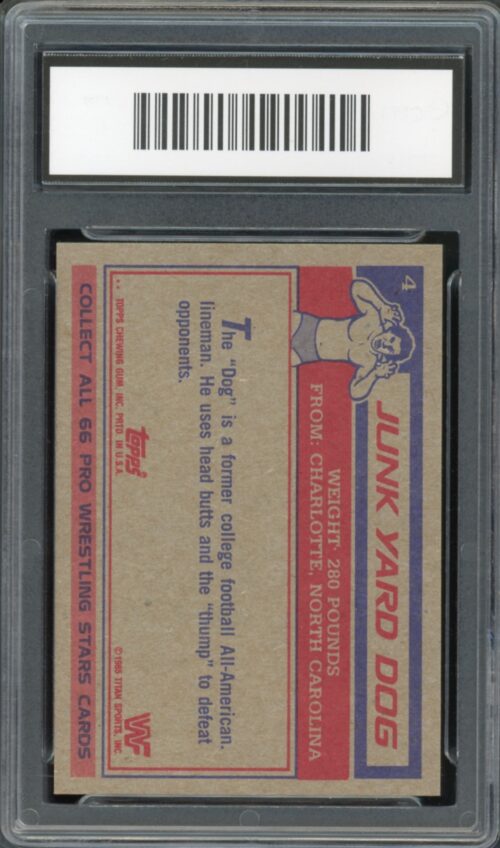 4
JUNK YARD DOG
WEIGHT: 280 POUNDS
FROM: CHARLOTTE, NORTH CAROLINA
The "Dog" is a former college football All-American.
lineman. He uses head butts and the "thump" to defeat
opponents.
topps
WF
** TOPPS CHEWING GUM, INC. PRTD. IN U.S.A.
©1985 TITAN SPORTS, INC.
COLLECT ALL 66 PRO WRESTLING STARS CARDS